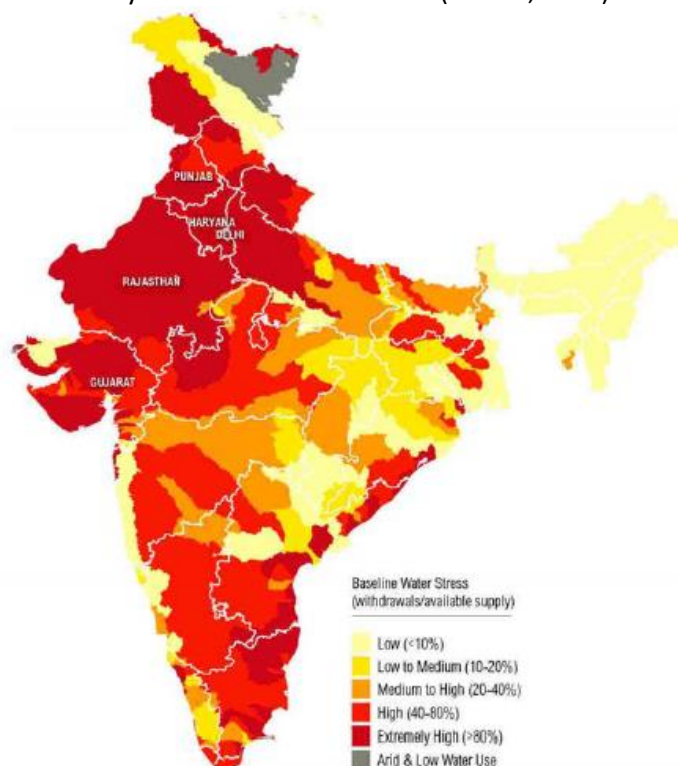 PUNJAB
HARYANA
DELHI
RAJASTHAN
GUJARAT
Baseline Water Stress
(withdrawals/available supply)
Low (<10%)
Low to Medium (10-20%)
Medium to High (20-40%)
High (40-80%)
Extremely High (>80%)
Arid & Low Water Use